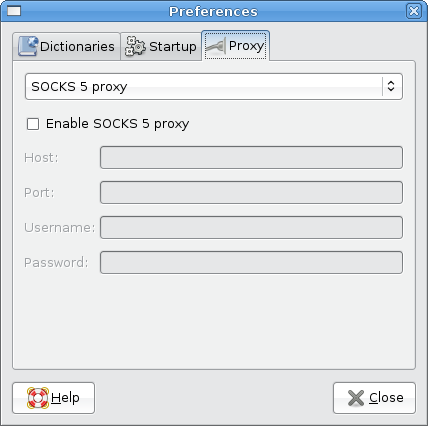 Preferences
Dictionaries
Startup
Proxy
SOCKS 5 proxy
Enable SOCKS 5 proxy
Host:
Port:
Username:
Password:
Help
Close